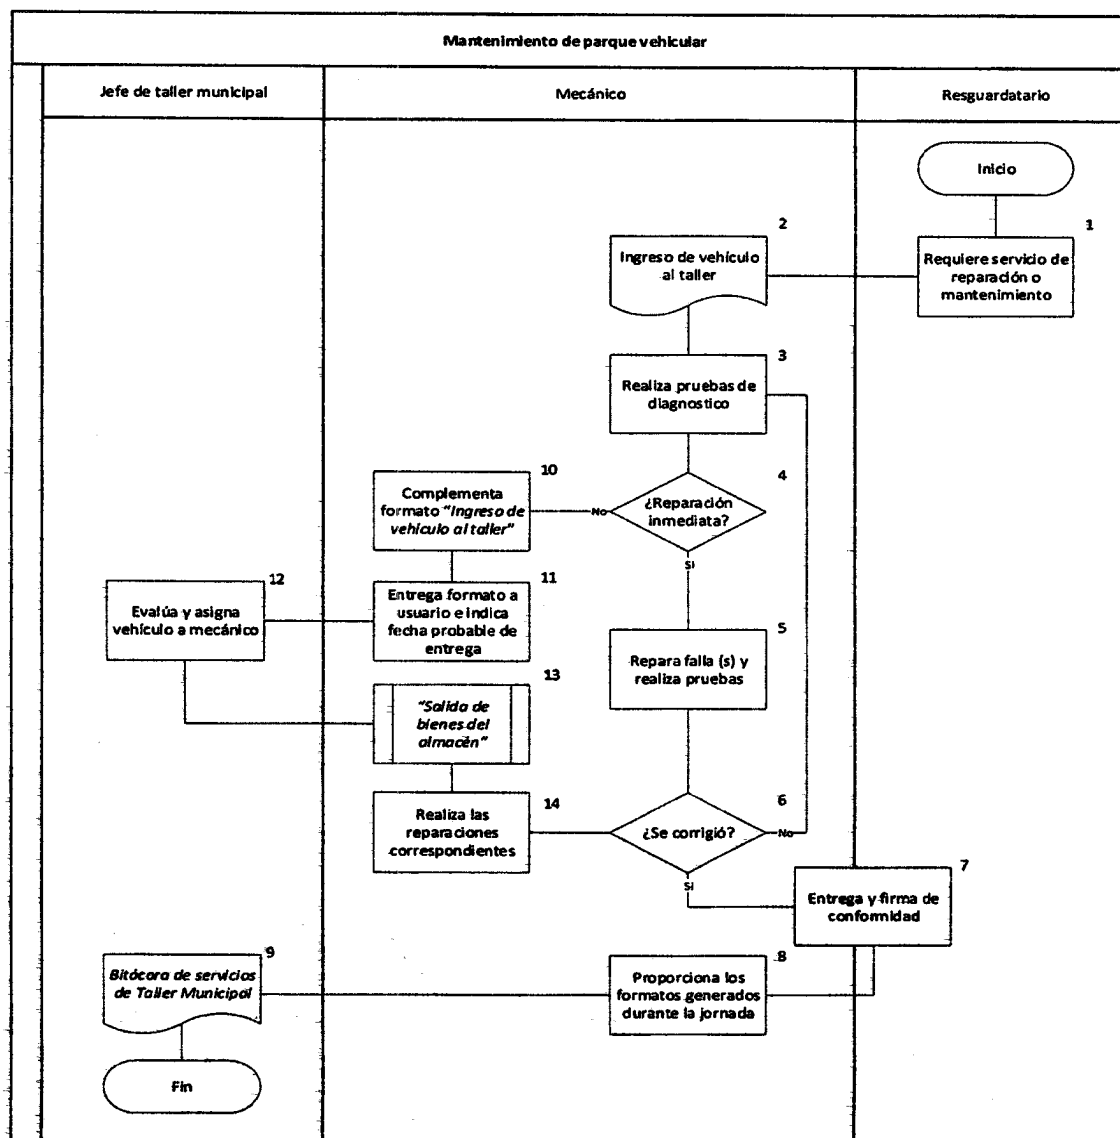 Mantenimiento de parque vehicular
Jefe de taller municipal
Mecánico
Resguardatario
Inicio
1
Requiere servicio de
reparación o
mantenimiento
2
Ingreso de vehículo
al taller
3
Realiza pruebas de
diagnostico
4
¿Reparación
inmediata?
No
Si
10
Complementa
formato "Ingreso de
vehículo al taller"
11
Entrega formato a
usuario e indica
fecha probable de
entrega
12
Evalúa y asigna
vehículo a mecánico
5
Repara falla (s) y
realiza pruebas
13
"Salida de
bienes del
almacén"
14
Realiza las
reparaciones
correspondientes
6
¿Se corrigió?
No
Si
7
Entrega y firma de
conformidad
8
Proporciona los
formatos generados
durante la jornada
9
Bitácora de servicios
de Taller Municipal
Fin